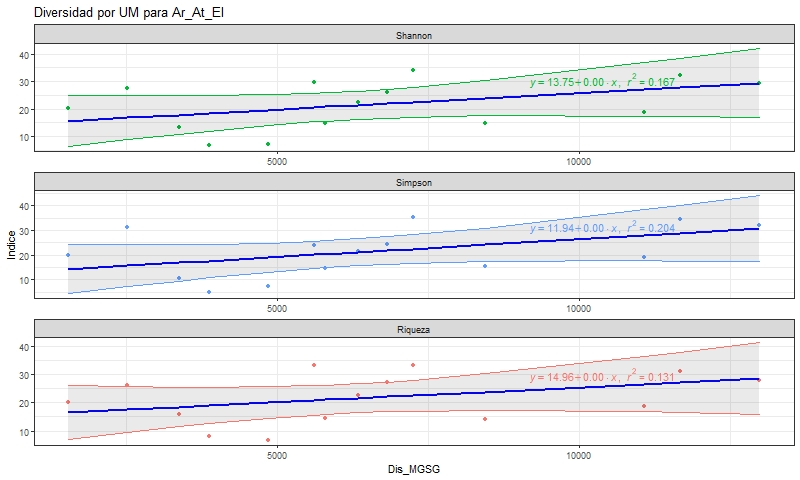 Diversidad por UM para Ar_At_El
Shannon
40
30
20
10
y = 13.75+0.00 · x, r² = 0.167
5000
10000
Simpson
40
30
20
10
y = 11.94+0.00 · x, r² = 0.204
5000
10000
Indice
Riqueza
40
30
20
10
y = 14.96+0.00 · x, r² = 0.131
5000
10000
Dis_MGSG